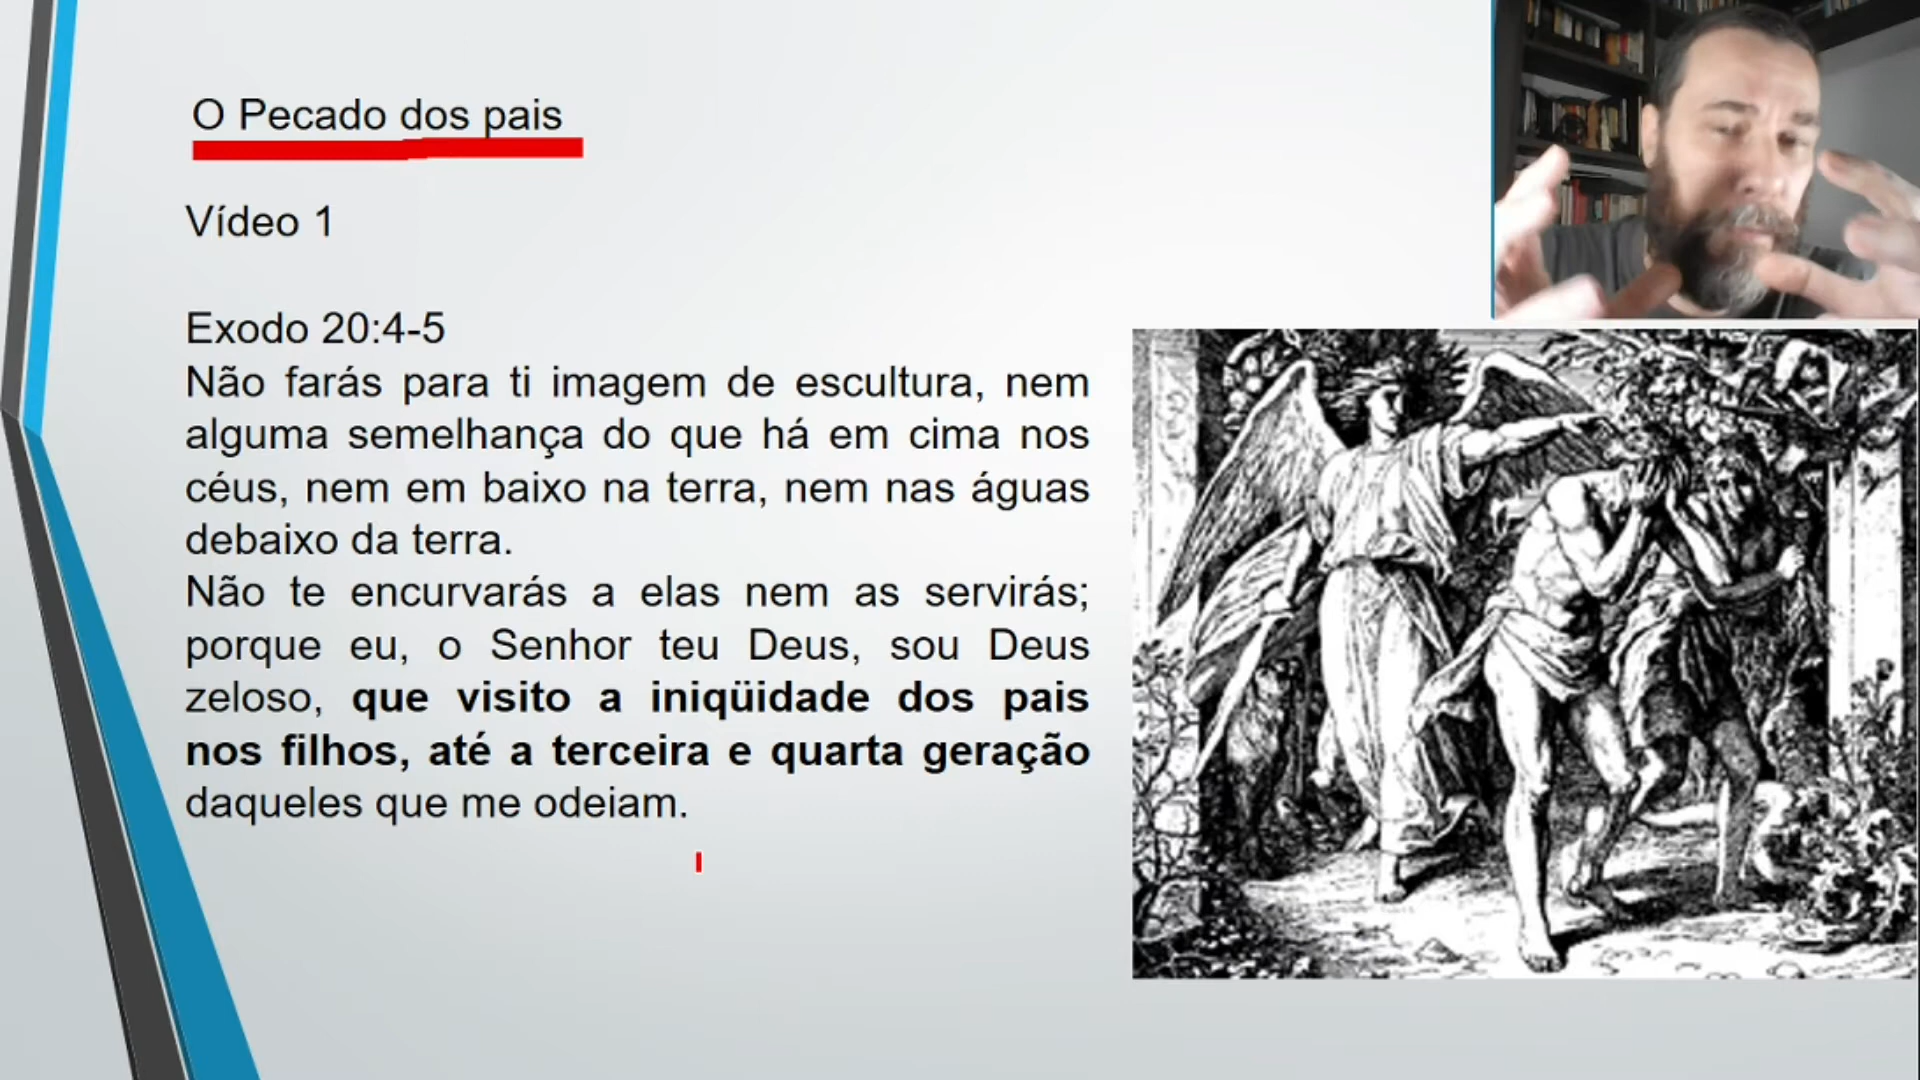 O Pecado dos pais
Vídeo 1
Exodo 20:4-5
Não farás para ti imagem de escultura, nem
alguma semelhança do que há em cima nos
céus, nem em baixo na terra, nem nas águas
debaixo da terra.
Não te encurvarás a elas nem as servirás;
porque eu, o Senhor teu Deus, sou Deus
zeloso, que visito a iniqüidade dos pais
nos filhos, até a terceira e quarta geração
daqueles que me odeiam.